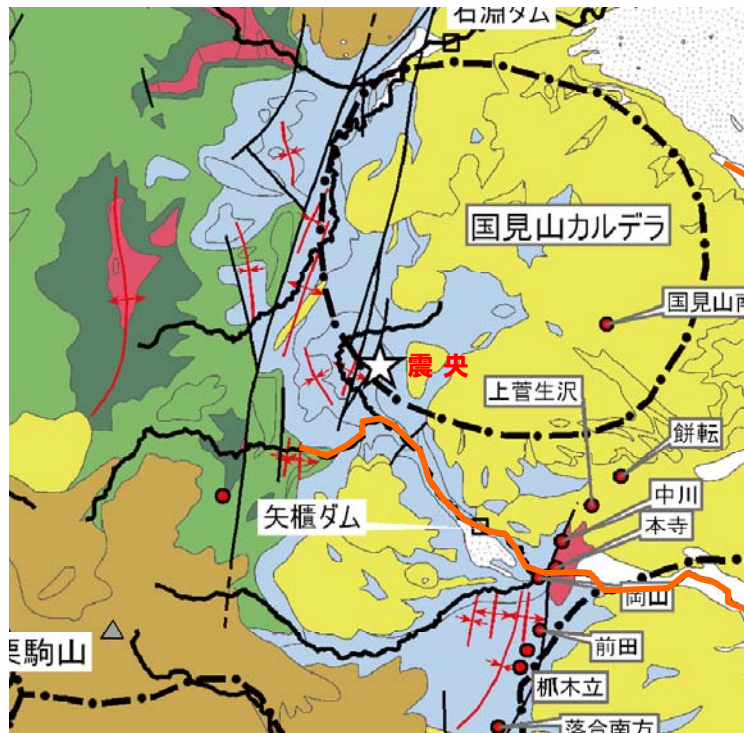 石淵ダム
国見山カルデラ
国見山南
震央
上菅生沢
餅転
中川
矢櫃ダム
本寺
岡山
前田
栗駒山
栃木立
落合南方